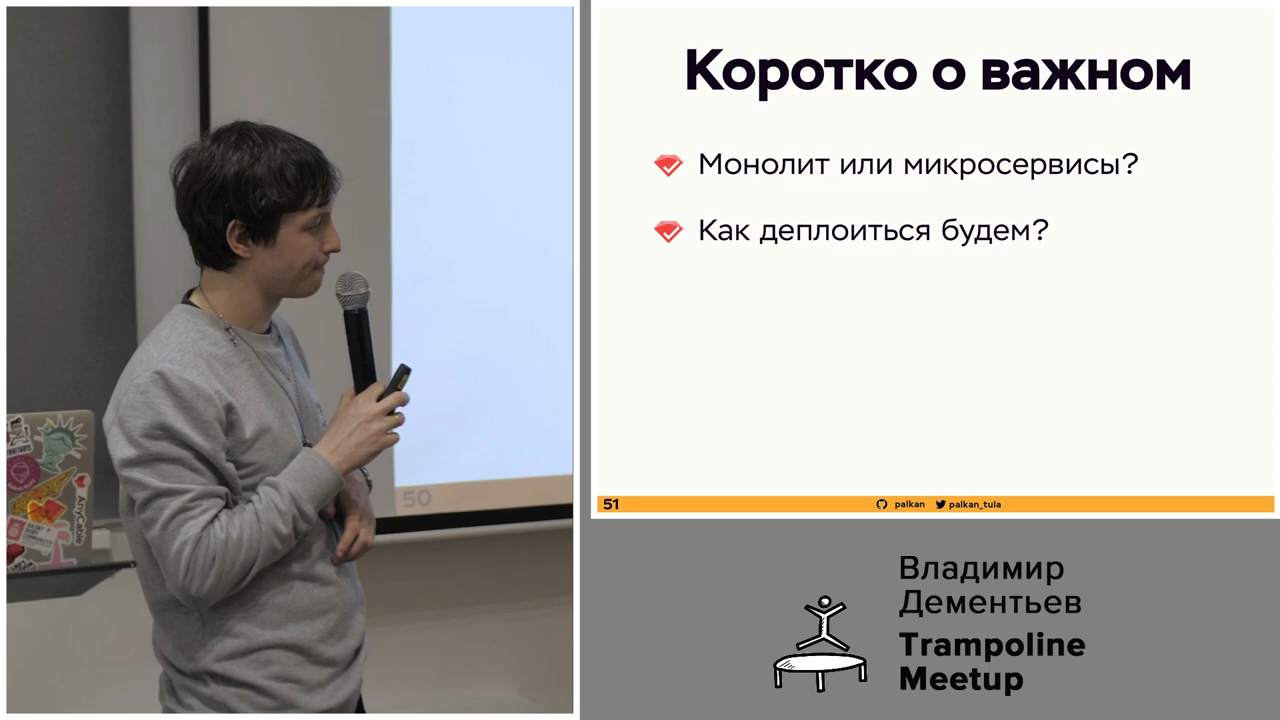 Коротко о важном
Монолит или микросервисы?
Как деплоиться будем?
51
palkan
palkan_tula
50
AnyCable
Владимир
Дементьев
Trampoline
Meetup